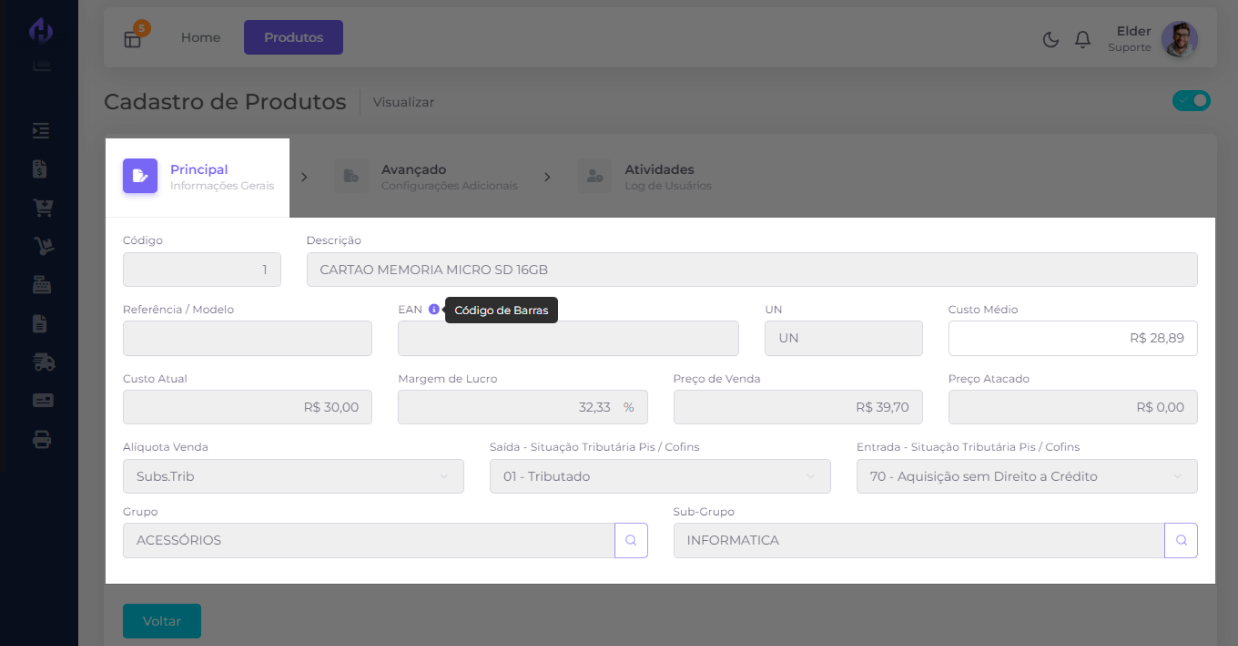 5
Home
Produtos
Elder
Suporte
Cadastro de Produtos
Visualizar
Principal
Informações Gerais
Avançado
Configurações Adicionais
Atividades
Log de Usuários
Código
Descrição
1
CARTAO MEMORIA MICRO SD 16GB
Referência / Modelo
EAN
Código de Barras
UN
Custo Médio
UN
R$ 28,89
Custo Atual
Margem de Lucro
Preço de Venda
Preço Atacado
R$ 30,00
32,33 %
R$ 39,70
R$ 0,00
Alíquota Venda
Saída - Situação Tributária Pis / Cofins
Entrada - Situação Tributária Pis / Cofins
Subs.Trib
01 - Tributado
70 - Aquisição sem Direito a Crédito
Grupo
Sub-Grupo
ACESSÓRIOS
INFORMATICA
Voltar